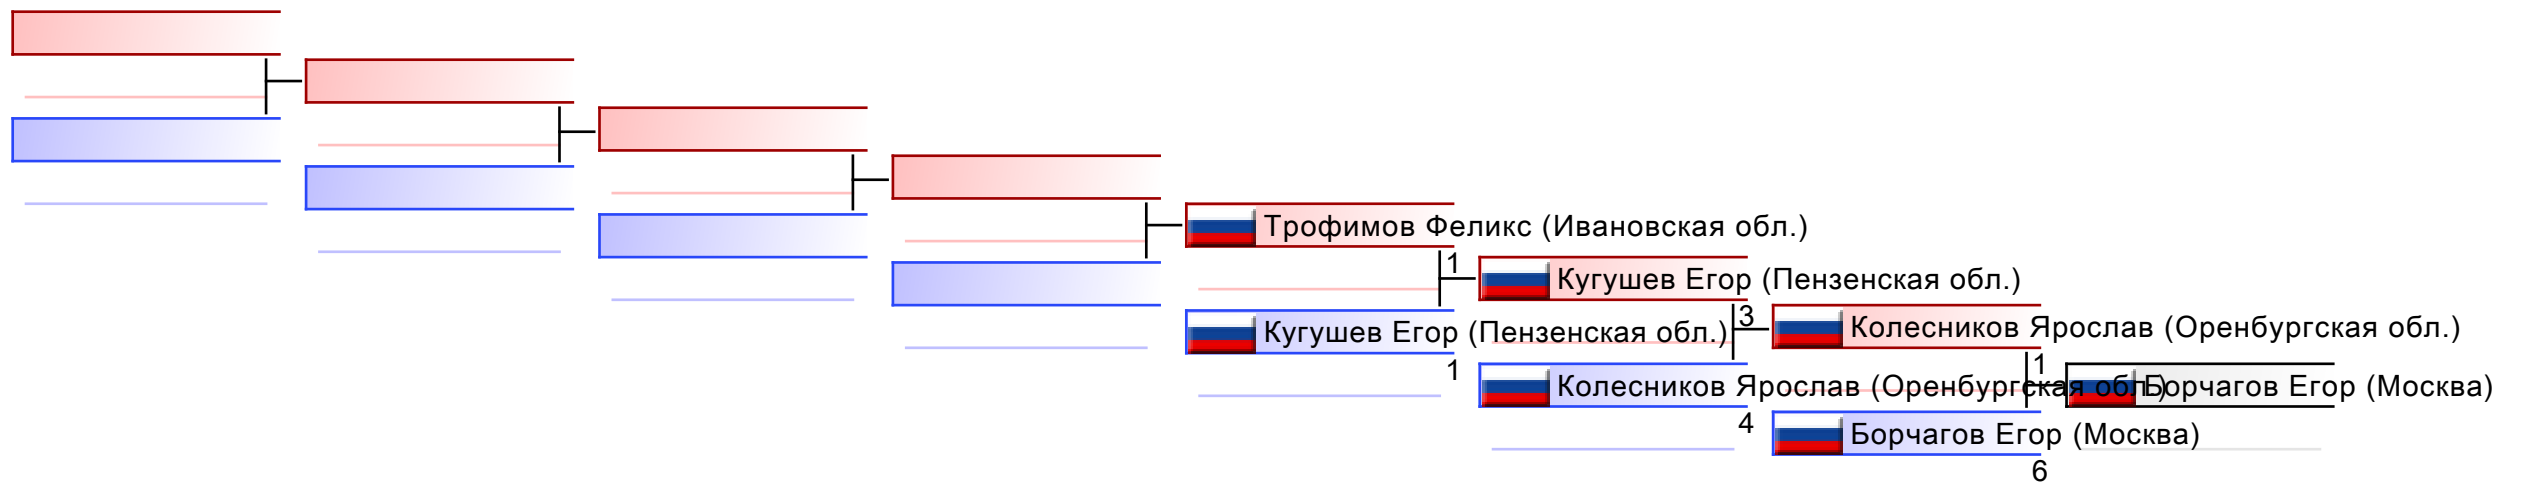 Трофимов Феликс (Ивановская обл.)
1
Кугушев Егор (Пензенская обл.)
3
Кугушев Егор (Пензенская обл.)
Колесников Ярослав (Оренбургская обл.)
1
1
Колесников Ярослав (Оренбургская обл.)
Борчагов Егор (Москва)
4
Борчагов Егор (Москва)
6